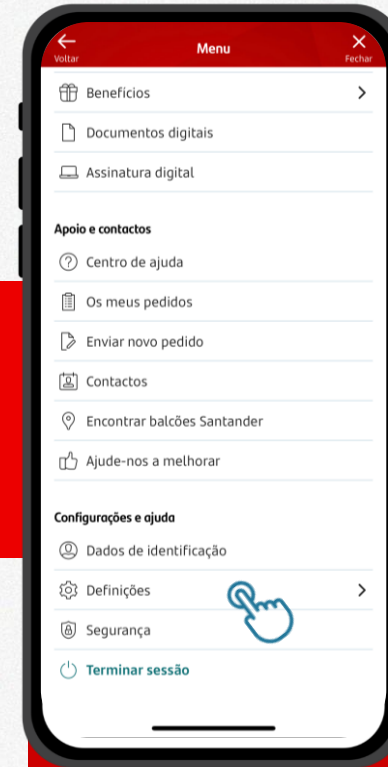 Menu
Voltar
Fechar
Benefícios
Documentos digitais
Assinatura digital
Apoio e contactos
Centro de ajuda
Os meus pedidos
Enviar novo pedido
Contactos
Encontrar balcões Santander
Ajude-nos a melhorar
Configurações e ajuda
Dados de identificação
Definições
Segurança
Terminar sessão